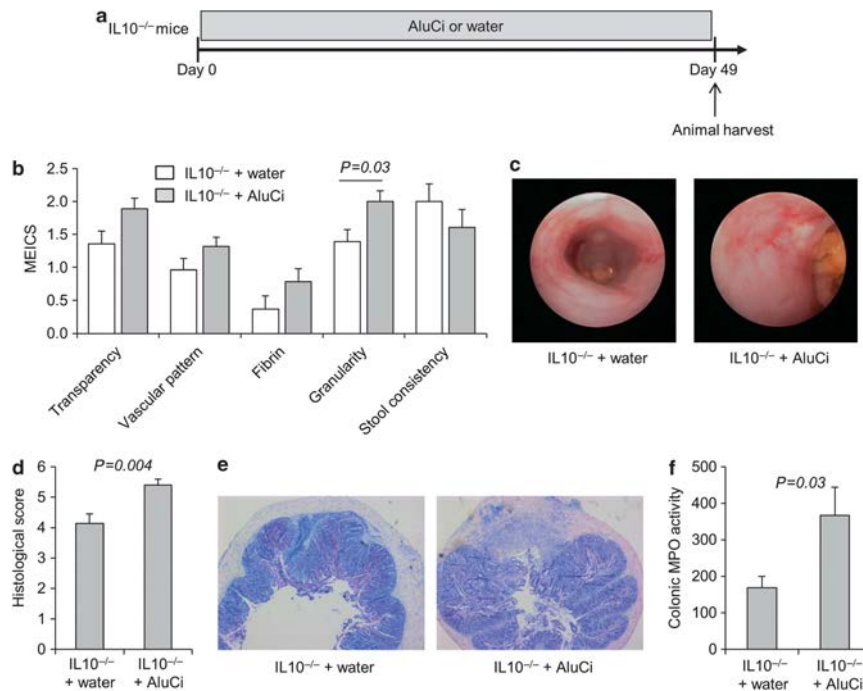 a
IL10⁻/⁻ mice
AluCi or water
Day 0
Day 49
Animal harvest
b
IL10⁻/⁻ + water
IL10⁻/⁻ + AluCi
P=0.03
MEICS
2.5
2.0
1.5
1.0
0.5
0.0
Transparency
Vascular pattern
Fibrin
Granularity
Stool consistency
c
IL10⁻/⁻ + water
IL10⁻/⁻ + AluCi
d
P=0.004
Histological score
6
5
4
3
2
1
0
IL10⁻/⁻
+ water
IL10⁻/⁻
+ AluCi
e
IL10⁻/⁻ + water
IL10⁻/⁻ + AluCi
f
P=0.03
Colonic MPO activity
500
400
300
200
100
0
IL10⁻/⁻
+ water
IL10⁻/⁻
+ AluCi